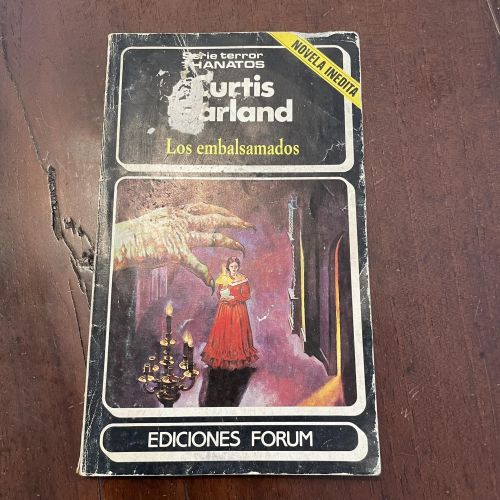 Serie terror
THANATOS
NOVELA INEDITA
Curtis
Garland
Los embalsamados
EDICIONES FORUM